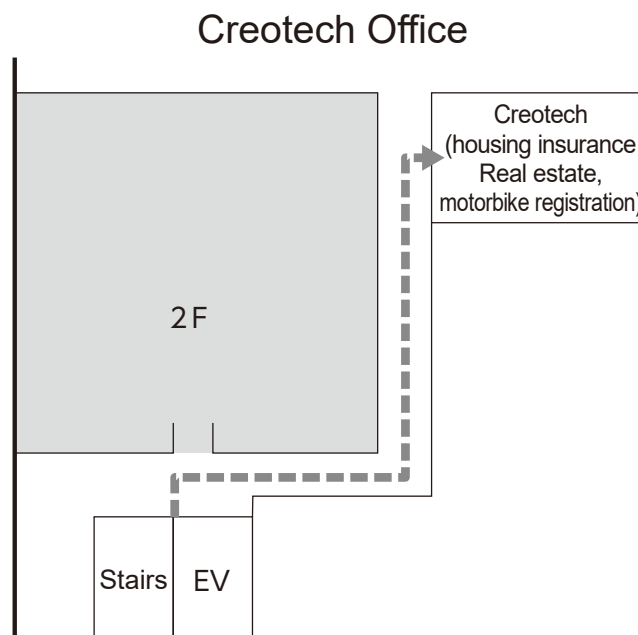 Creotech Office
Creotech
(housing insurance
Real estate,
motorbike registration)
2F
Stairs
EV